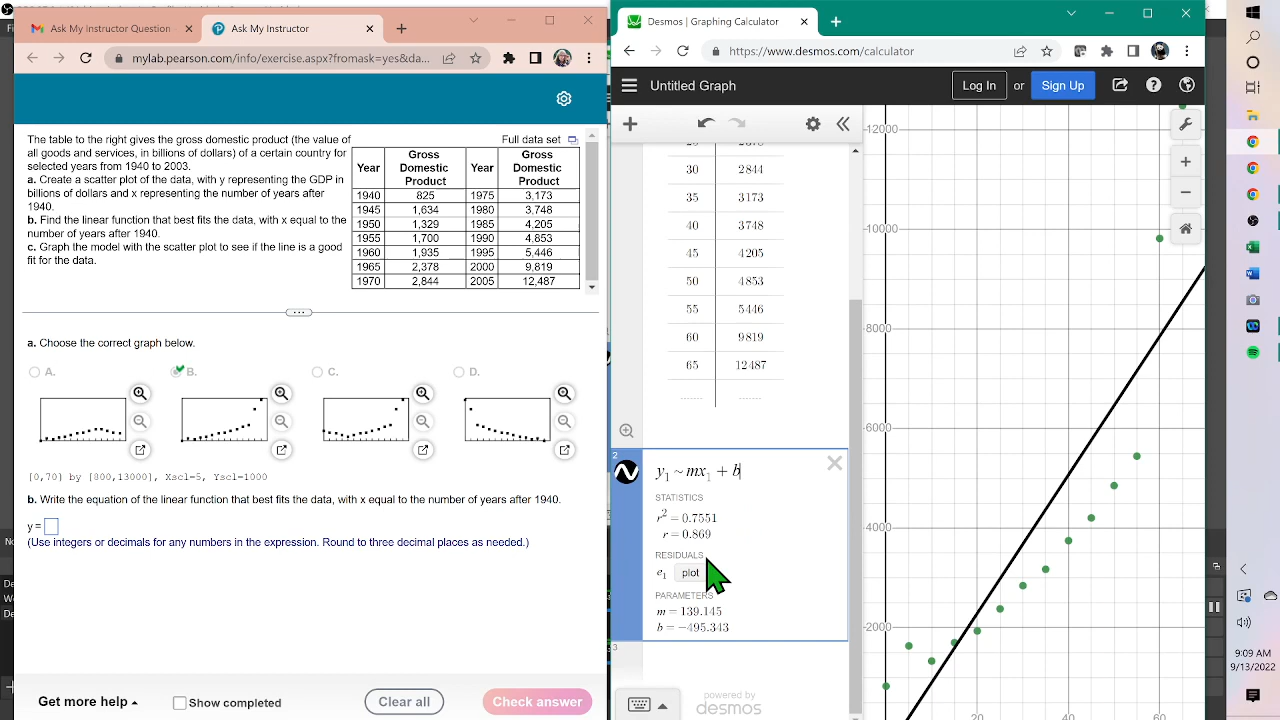 Ask My Instructor Question
Ask My Instructor
mylab.pearson.com/info/exercise.asmi?ask=a...
The table to the right gives the gross domestic product (the value of
all goods and services, in billions of dollars) of a certain country for
selected years from 1940 to 2003.
a. Create a scatter plot of the data, with y representing the GDP in
billions of dollars and x representing the number of years after
1940.
b. Find the linear function that best fits the data, with x equal to the
number of years after 1940.
c. Graph the model with the scatter plot to see if the line is a good
fit for the data.
Full data set
Year Gross Domestic Product Year Gross Domestic Product
1940 825 1975 3,173
1945 1,634 1980 3,748
1950 1,329 1985 4,205
1955 1,700 1990 4,853
1960 1,935 1995 5,446
1965 2,378 2000 9,819
1970 2,844 2005 12,487
a. Choose the correct graph below.
A. B. C. D.
[0,70] by [800,13000], Xscl=5, Yscl=1000
b. Write the equation of the linear function that best fits the data, with x equal to the number of years after 1940.
y=
(Use integers or decimals for any numbers in the expression. Round to three decimal places as needed.)
Get more help
Show completed
Clear all
Check answer
Desmos | Graphing Calculator
https://www.desmos.com/calculator
Untitled Graph
Log In or Sign Up
30 2844
35 3173
40 3748
45 4205
50 4853
55 5446
60 9819
65 12487
2
y₁ ~ mx₁ + b
STATISTICS
r² = 0.7551
r = 0.869
RESIDUALS
e₁ plot
PARAMETERS
m = 139.145
b = −495.343
3
powered by
desmos
12000
10000
8000
6000
4000
2000
20 40 60
9:09 AM
9/13/2022